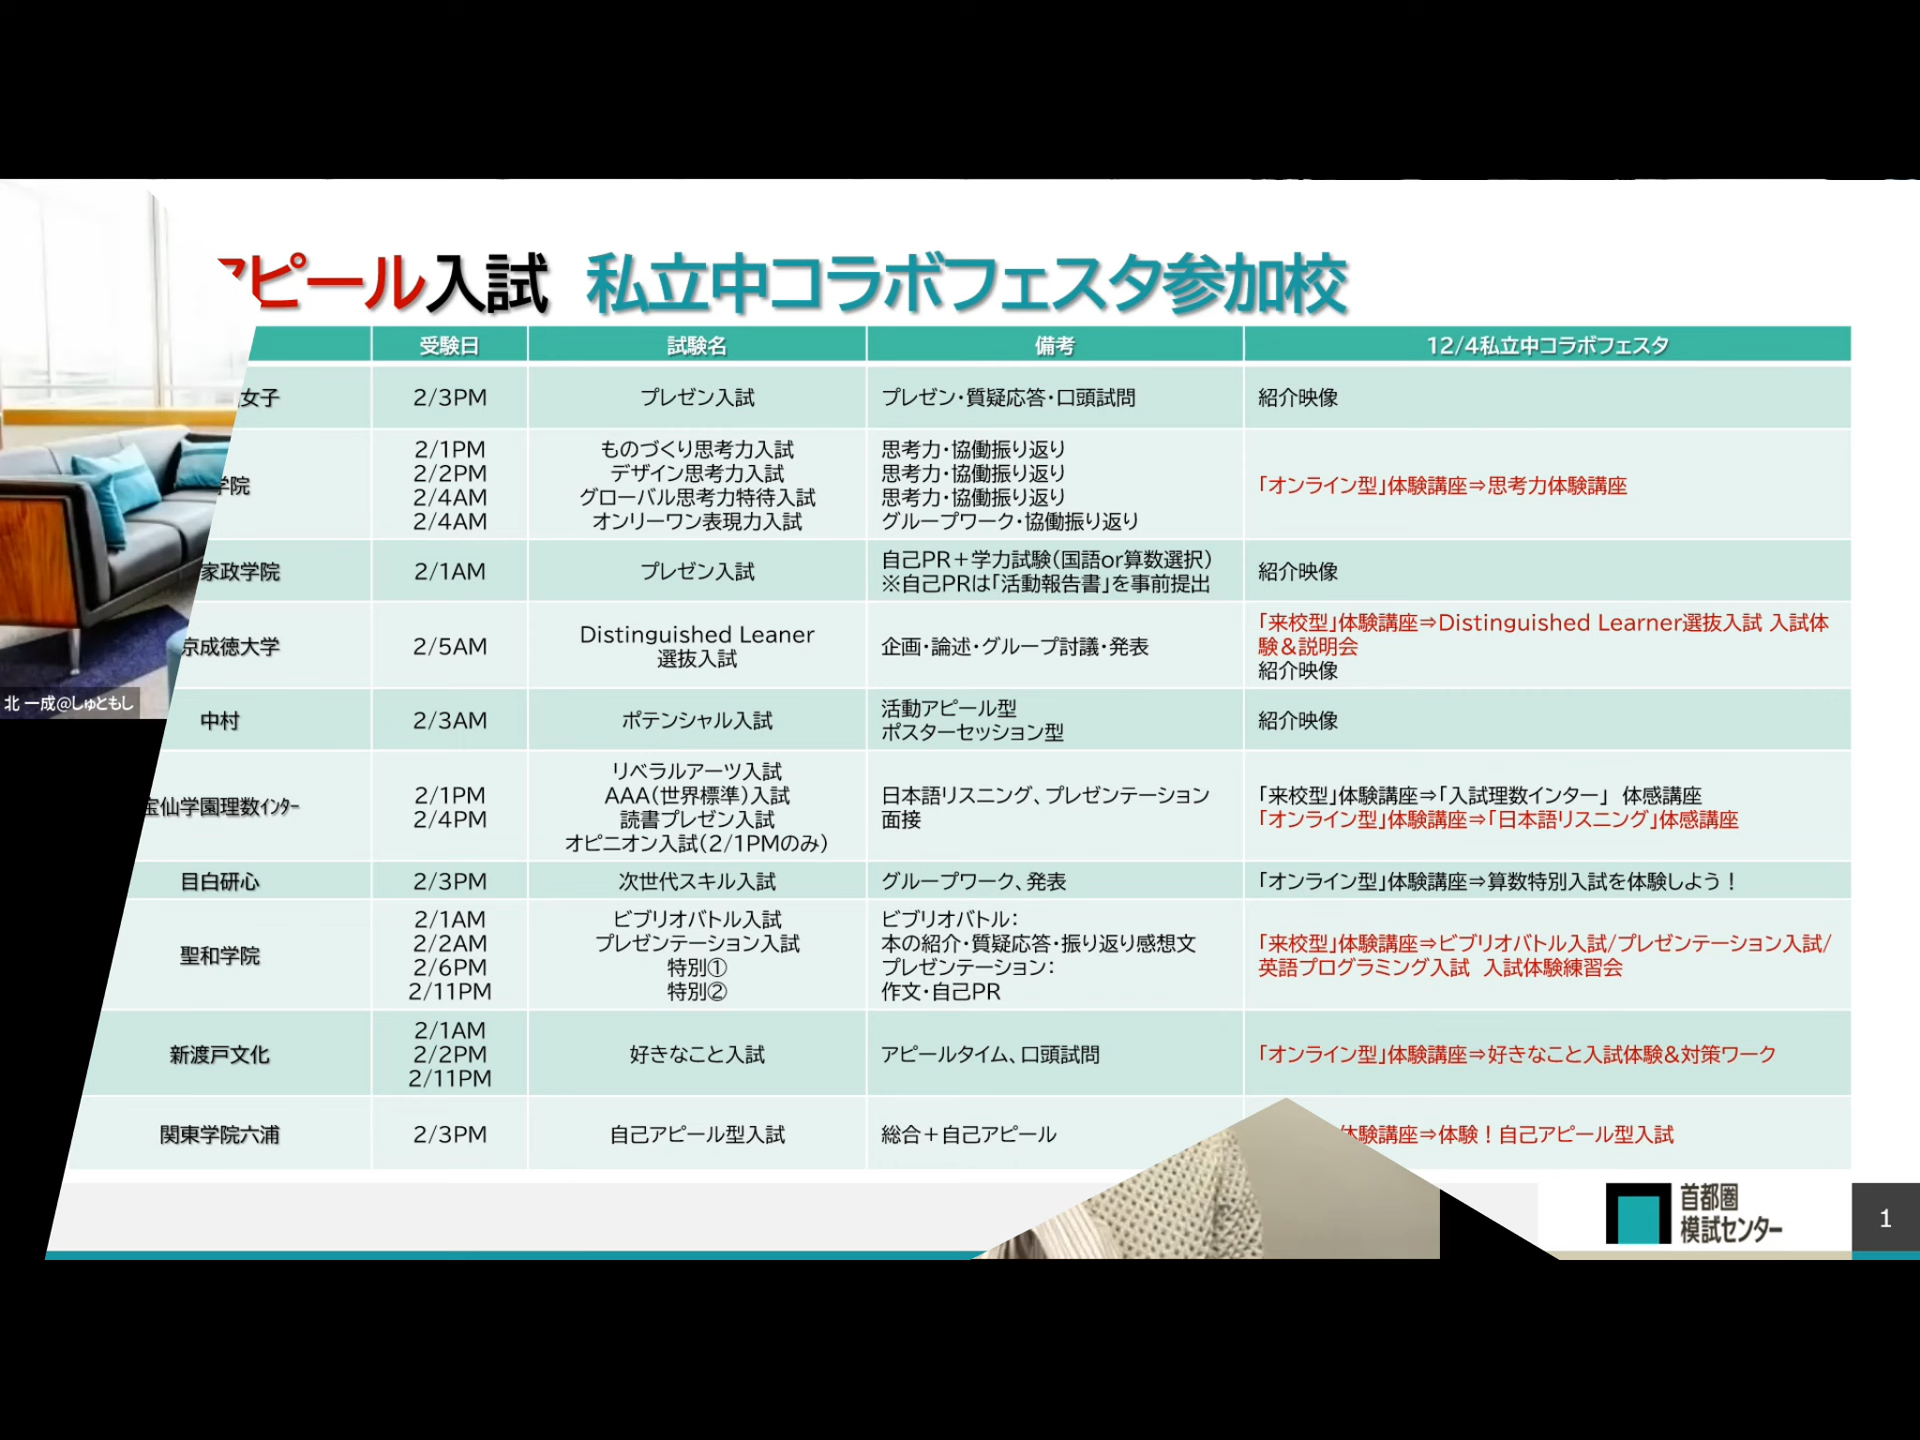 ピール入試 私立中コラボフェスタ参加校
受験日 試験名 備考 12/4私立中コラボフェスタ
女子 2/3PM プレゼン入試 プレゼン・質疑応答・口頭試問 紹介映像
学院
2/1PM ものづくり思考力入試 思考力・協働振り返り
2/2PM デザイン思考力入試 思考力・協働振り返り
2/4AM グローバル思考力特待入試 思考力・協働振り返り
2/4AM オンリーワン表現力入試 グループワーク・協働振り返り
「オンライン型」体験講座⇒思考力体験講座
家政学院 2/1AM プレゼン入試
自己PR＋学力試験(国語or算数選択)
※自己PRは「活動報告書」を事前提出
紹介映像
京成徳大学 2/5AM
Distinguished Leaner
選抜入試
企画・論述・グループ討議・発表
「来校型」体験講座⇒Distinguished Learner選抜入試 入試体
験＆説明会
紹介映像
中村 2/3AM ポテンシャル入試
活動アピール型
ポスターセッション型
紹介映像
宝仙学園理数ｲﾝﾀｰ
2/1PM
2/4PM
リベラルアーツ入試
AAA(世界標準)入試
読書プレゼン入試
オピニオン入試(2/1PMのみ)
日本語リスニング、プレゼンテーション
面接
「来校型」体験講座⇒「入試理数インター」 体感講座
「オンライン型」体験講座⇒「日本語リスニング」体感講座
目白研心 2/3PM 次世代スキル入試 グループワーク、発表 「オンライン型」体験講座⇒算数特別入試を体験しよう！
聖和学院
2/1AM
2/2AM
2/6PM
2/11PM
ビブリオバトル入試
プレゼンテーション入試
特別①
特別②
ビブリオバトル：
本の紹介・質疑応答・振り返り感想文
プレゼンテーション：
作文・自己PR
「来校型」体験講座⇒ビブリオバトル入試/プレゼンテーション入試/
英語プログラミング入試 入試体験練習会
新渡戸文化
2/1AM
2/2PM
2/11PM
好きなこと入試 アピールタイム、口頭試問 「オンライン型」体験講座⇒好きなこと入試体験＆対策ワーク
関東学院六浦 2/3PM 自己アピール型入試 総合＋自己アピール 体験講座⇒体験！自己アピール型入試
北 一成@しゅともし
首都圏
模試センター
1